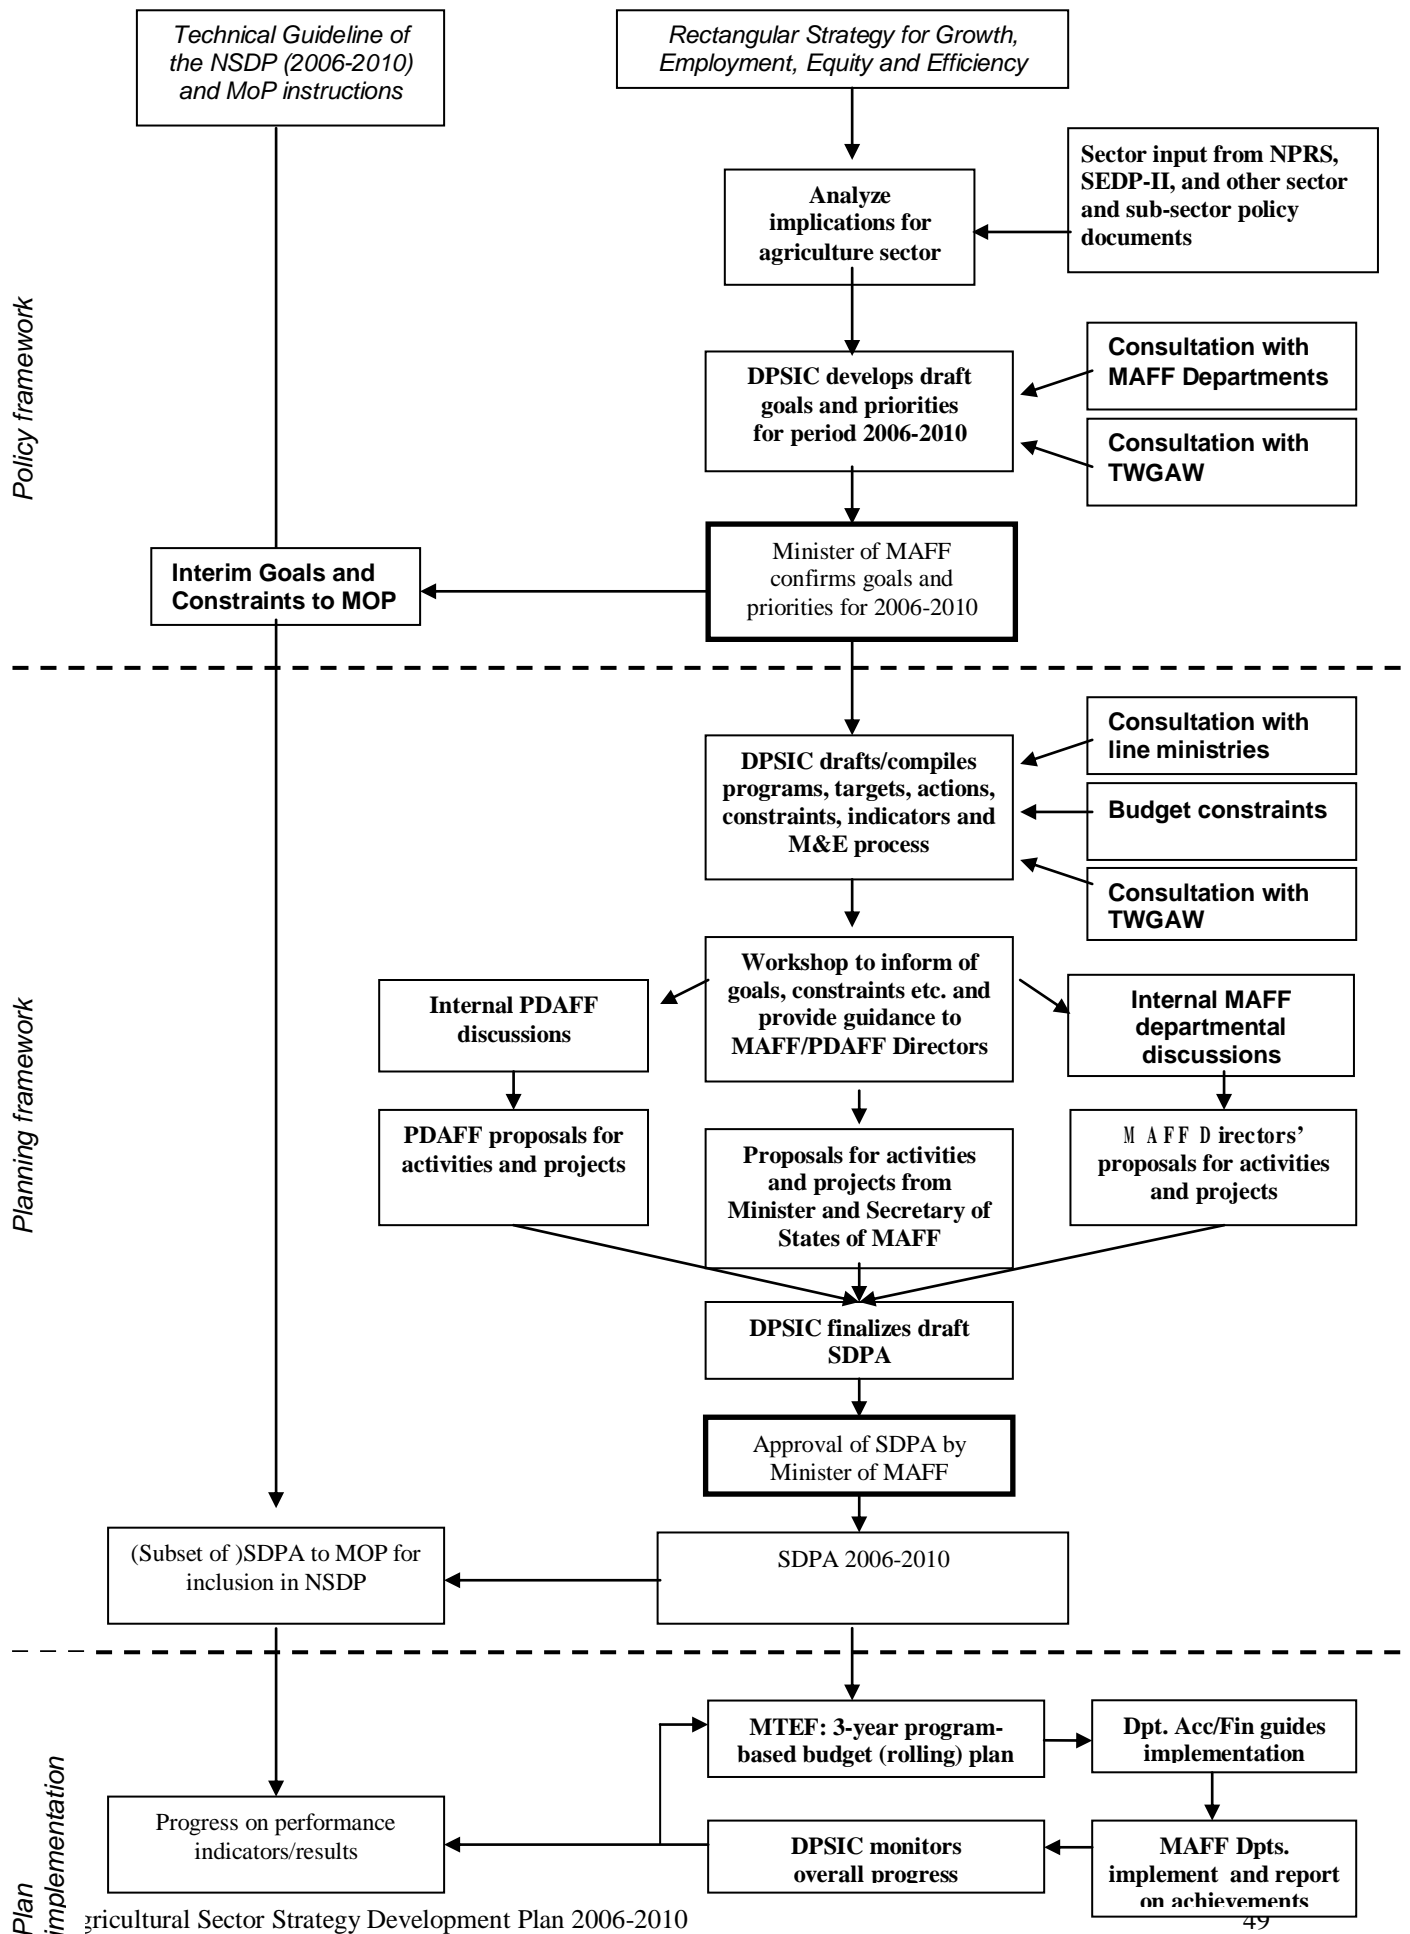 Technical Guideline of
the NSDP (2006-2010)
and MoP instructions
Rectangular Strategy for Growth,
Employment, Equity and Efficiency
Sector input from NPRS,
SEDP-II, and other sector
and sub-sector policy
documents
Analyze
implications for
agriculture sector
Policy framework
DPSIC develops draft
goals and priorities
for period 2006-2010
Consultation with
MAFF Departments
Consultation with
TWGAW
Minister of MAFF
confirms goals and
priorities for 2006-2010
Interim Goals and
Constraints to MOP
Planning framework
DPSIC drafts/compiles
programs, targets, actions,
constraints, indicators and
M&E process
Consultation with
line ministries
Budget constraints
Consultation with
TWGAW
Workshop to inform of
goals, constraints etc. and
provide guidance to
MAFF/PDAFF Directors
Internal PDAFF
discussions
Internal MAFF
departmental
discussions
PDAFF proposals for
activities and projects
Proposals for activities
and projects from
Minister and Secretary of
States of MAFF
MAFF Directors’
proposals for activities
and projects
DPSIC finalizes draft
SDPA
Approval of SDPA by
Minister of MAFF
(Subset of )SDPA to MOP for
inclusion in NSDP
SDPA 2006-2010
Plan
implementation
MTEF: 3-year program-
based budget (rolling) plan
Dpt. Acc/Fin guides
implementation
Progress on performance
indicators/results
DPSIC monitors
overall progress
MAFF Dpts.
implement and report
on achievements
gricultural Sector Strategy Development Plan 2006-2010
49